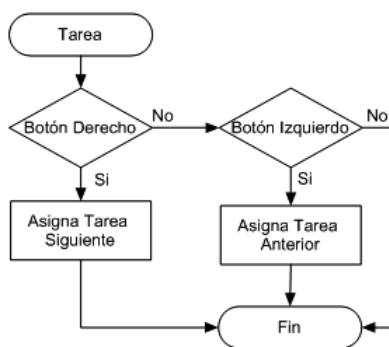 Tarea
Botón Derecho
No
Botón Izquierdo
No
Si
Si
Asigna Tarea
Siguiente
Asigna Tarea
Anterior
Fin